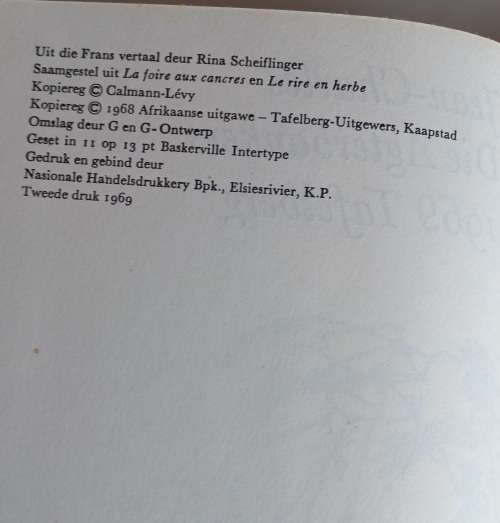 Uit die Frans vertaal deur Rina Scheiflinger
Saamgestel uit La foire aux cancres en Le rire en herbe
Kopiereg © Calmann-Lévy
Kopiereg © 1968 Afrikaanse uitgawe – Tafelberg-Uitgewers, Kaapstad
Omslag deur G en G-Ontwerp
Geset in 11 op 13 pt Baskerville Intertype
Gedruk en gebind deur
Nasionale Handelsdrukkery Bpk., Elsiesrivier, K.P.
Tweede druk 1969